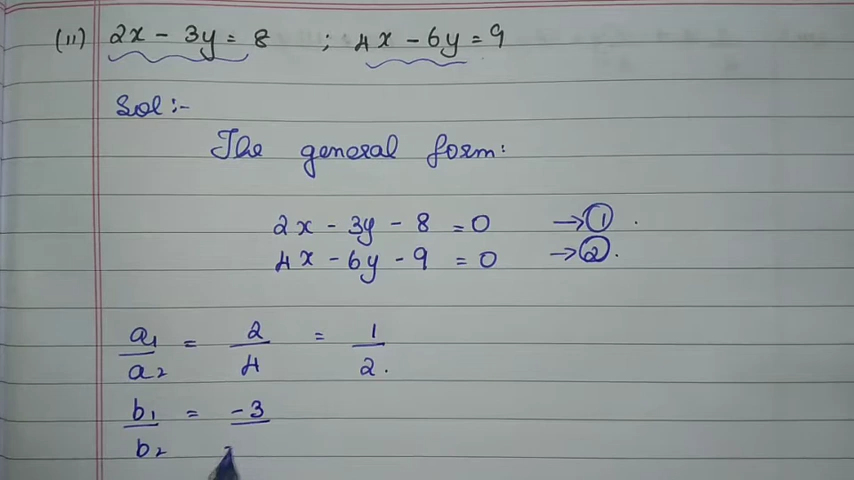 (11) 2x - 3y = 8 ; 4x - 6y = 9
Sol :-
The general form:
2x - 3y - 8 = 0 → ① .
4x - 6y - 9 = 0 → ② .
a₁/a₂ = 2/4 = 1/2 .
b₁/b₂ = -3/-